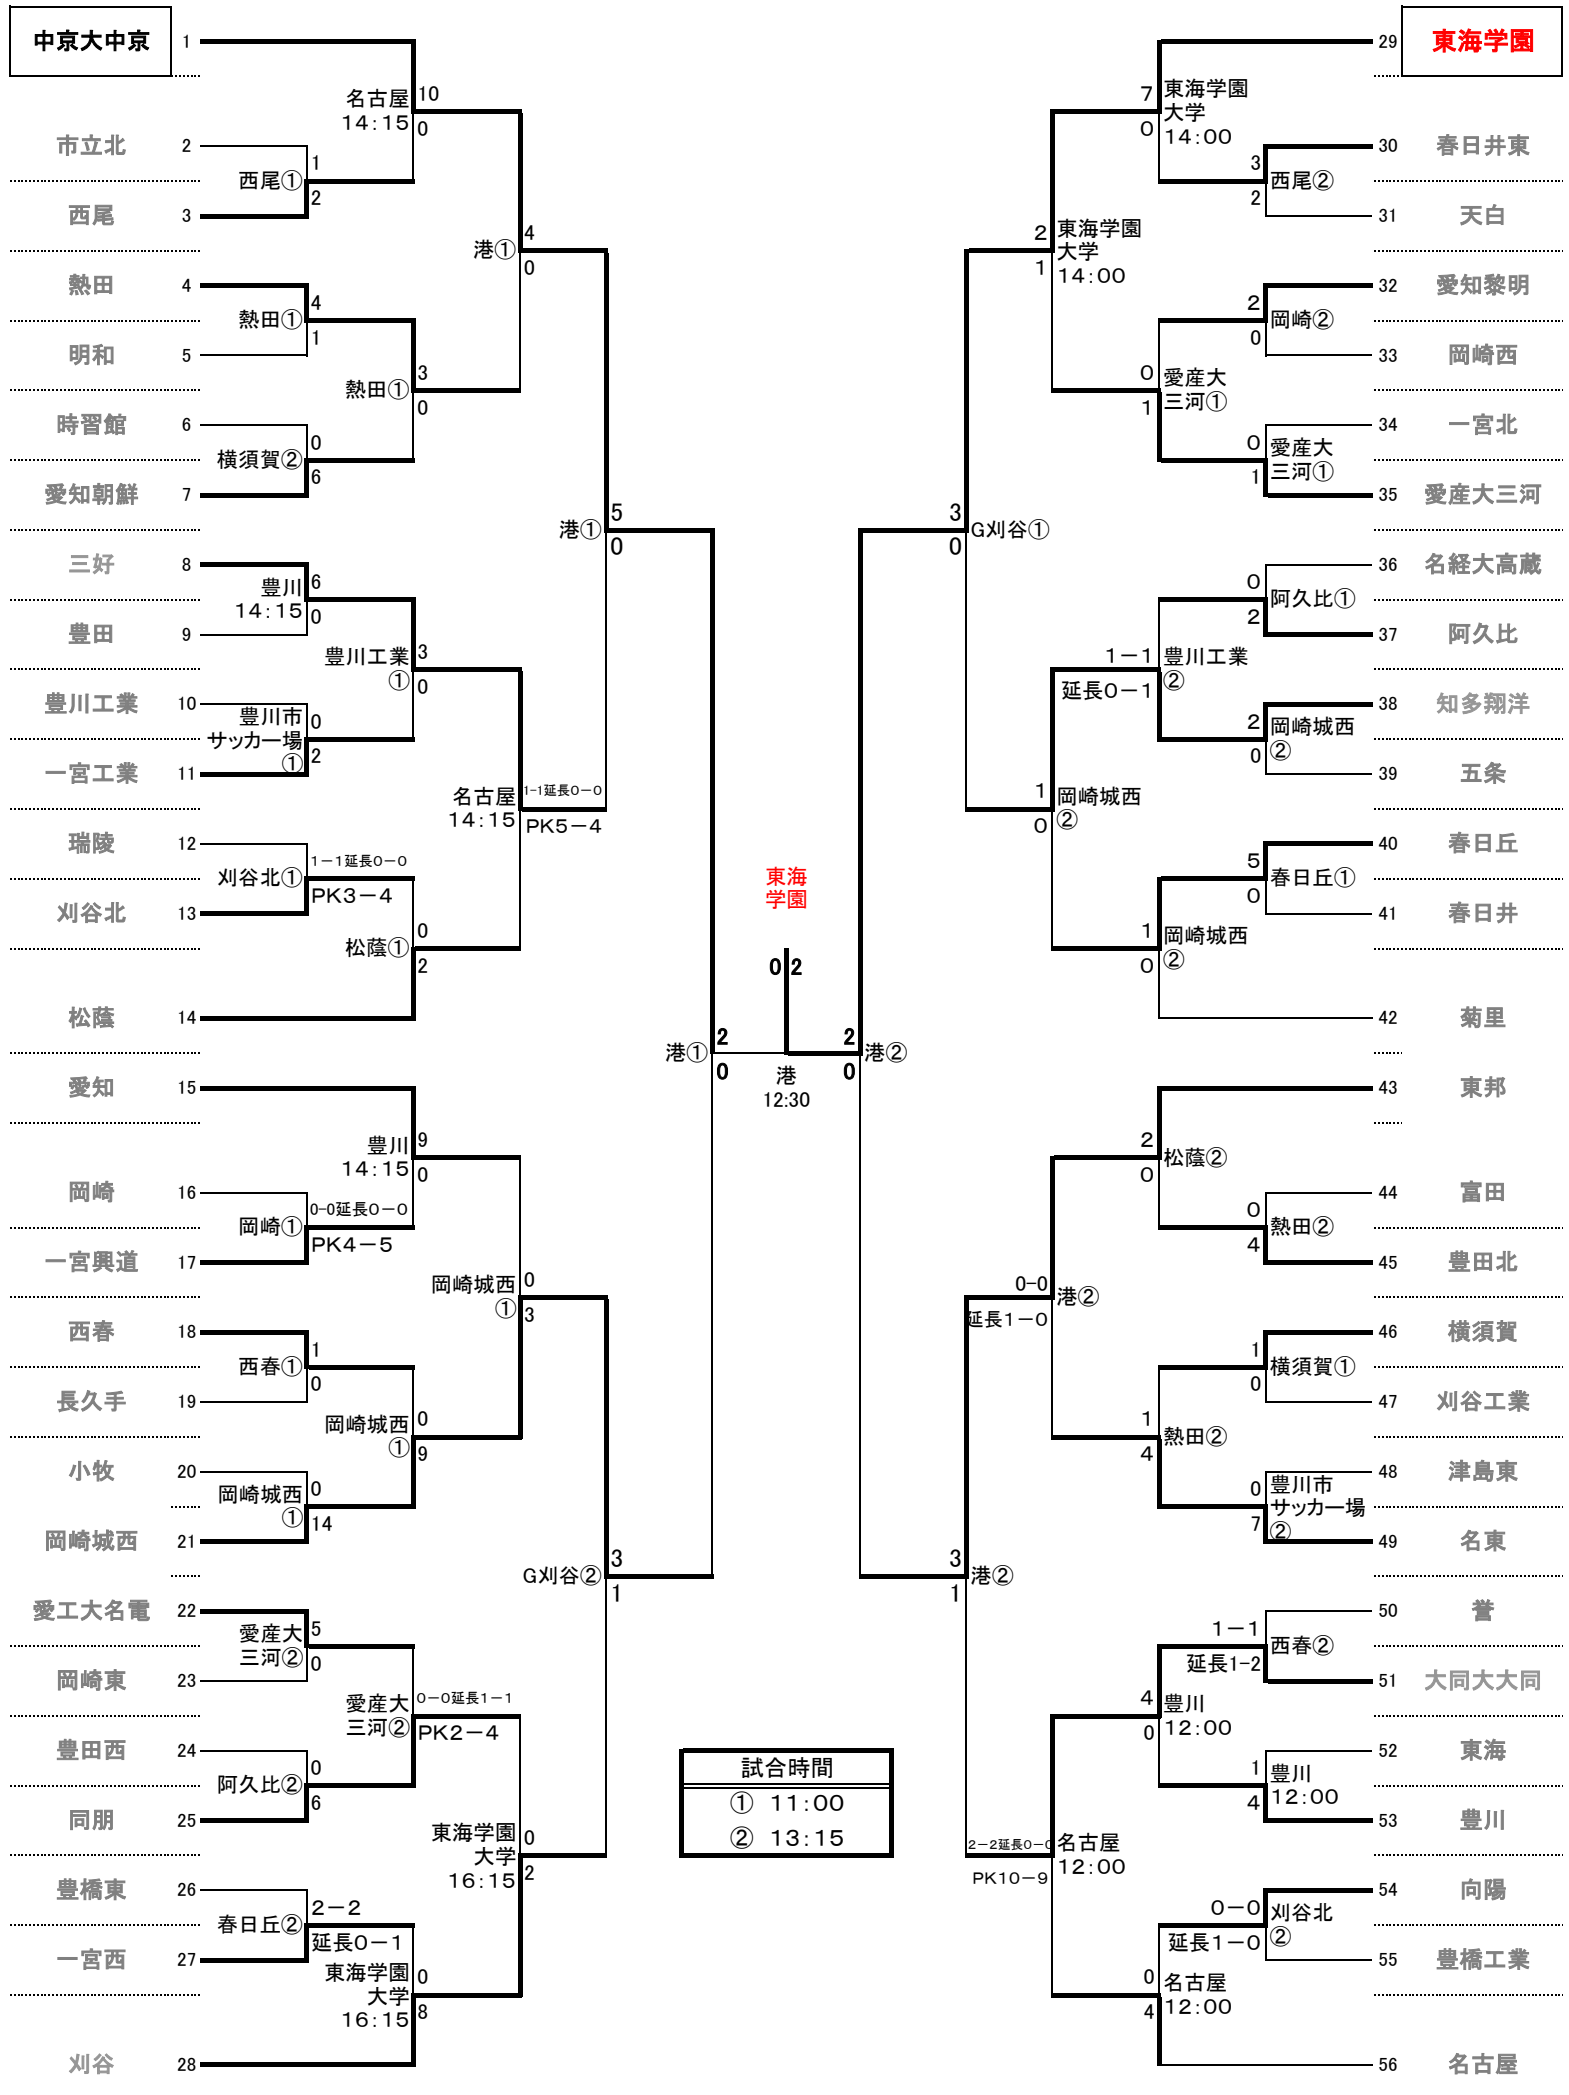 中京大中京 1
名古屋 10
14:15 0
市立北 2
1
西尾①
2
西尾 3
港① 4
0
熱田 4
4
熱田①
1
明和 5
3
熱田①
0
時習館 6
0
横須賀②
6
愛知朝鮮 7
港① 5
0
三好 8
豊川 6
14:15 0
豊田 9
豊川工業 3
① 0
豊川工業 10
豊川市 0
サッカー場
① 2
一宮工業 11
名古屋 1-1延長0-0
14:15 PK5-4
瑞陵 12
1-1延長0-0
刈谷北①
PK3-4
刈谷北 13
0
松蔭①
2
松蔭 14
港① 2
0
愛知 15
豊川 9
14:15 0
岡崎 16
0-0延長0-0
岡崎①
PK4-5
一宮興道 17
岡崎城西 0
① 3
西春 18
1
西春①
0
長久手 19
岡崎城西 0
① 9
小牧 20
岡崎城西 0
① 14
岡崎城西 21
3
G刈谷②
1
愛工大名電 22
愛産大 5
三河② 0
岡崎東 23
愛産大 0-0延長1-1
三河② PK2-4
豊田西 24
0
阿久比②
6
同朋 25
東海学園 0
大学
16:15 2
豊橋東 26
2-2
春日丘②
延長0-1
一宮西 27
東海学園 0
大学
16:15 8
刈谷 28
東海
学園
0 2
港
12:30
試合時間
① 11:00
② 13:15
29 東海学園
7 東海学園
大学
0 14:00
30 春日井東
3
西尾②
2
31 天白
2 東海学園
大学
1 14:00
32 愛知黎明
2
岡崎②
0
33 岡崎西
0 愛産大
1 三河①
34 一宮北
0 愛産大
1 三河①
35 愛産大三河
3
G刈谷①
0
36 名経大高蔵
0
阿久比①
2
37 阿久比
1-1 豊川工業
延長0-1 ②
38 知多翔洋
2 岡崎城西
0 ②
39 五条
1 岡崎城西
0 ②
40 春日丘
5
春日丘①
0
41 春日井
1 岡崎城西
0 ②
42 菊里
2
港②
0
43 東邦
2
松蔭②
0
44 富田
0
熱田②
4
45 豊田北
0-0
港②
延長1-0
46 横須賀
1
横須賀①
0
47 刈谷工業
1
熱田②
4
48 津島東
0 豊川市
サッカー場
7 ②
49 名東
3
港②
1
50 誉
1-1
西春②
延長1-2
51 大同大大同
4 豊川
0 12:00
52 東海
1 豊川
4 12:00
53 豊川
2-2延長0-0 名古屋
PK10-9 12:00
54 向陽
0-0 刈谷北
延長1-0 ②
55 豊橋工業
0 名古屋
4 12:00
56 名古屋